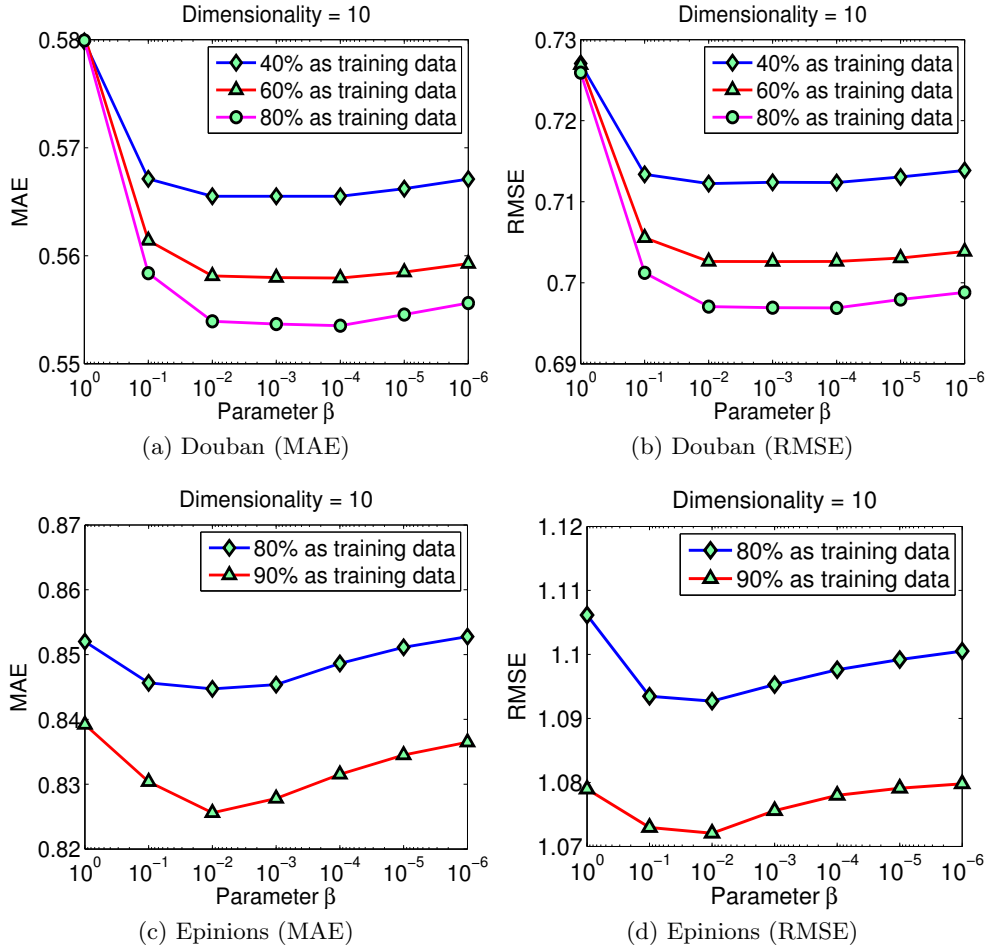 Dimensionality = 10
0.58
0.57
0.56
0.55
MAE
40% as training data
60% as training data
80% as training data
10⁰ 10⁻¹ 10⁻² 10⁻³ 10⁻⁴ 10⁻⁵ 10⁻⁶
Parameter β
(a) Douban (MAE)
Dimensionality = 10
0.73
0.72
0.71
0.7
0.69
RMSE
40% as training data
60% as training data
80% as training data
10⁰ 10⁻¹ 10⁻² 10⁻³ 10⁻⁴ 10⁻⁵ 10⁻⁶
Parameter β
(b) Douban (RMSE)
Dimensionality = 10
0.87
0.86
0.85
0.84
0.83
0.82
MAE
80% as training data
90% as training data
10⁰ 10⁻¹ 10⁻² 10⁻³ 10⁻⁴ 10⁻⁵ 10⁻⁶
Parameter β
(c) Epinions (MAE)
Dimensionality = 10
1.12
1.11
1.1
1.09
1.08
1.07
RMSE
80% as training data
90% as training data
10⁰ 10⁻¹ 10⁻² 10⁻³ 10⁻⁴ 10⁻⁵ 10⁻⁶
Parameter β
(d) Epinions (RMSE)